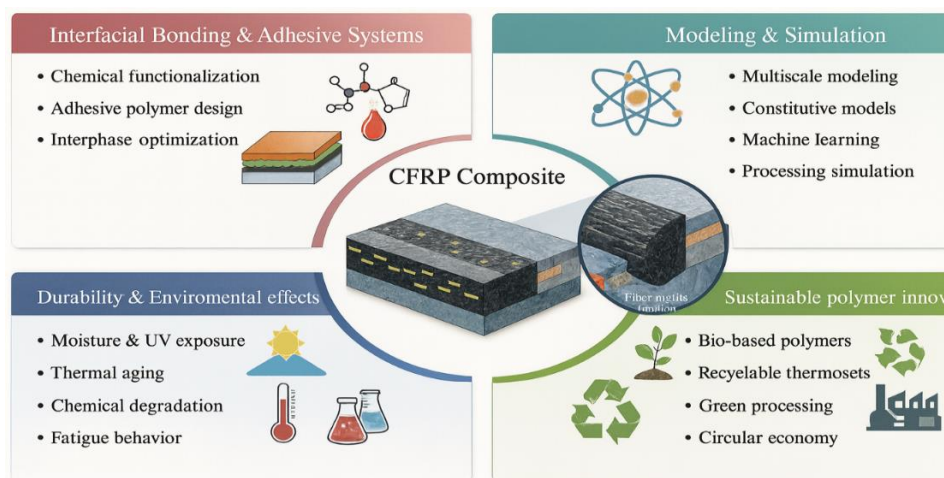 Interfacial Bonding & Adhesive Systems
• Chemical functionalization
• Adhesive polymer design
• Interphase optimization
Modeling & Simulation
• Multiscale modeling
• Constitutive models
• Machine learning
• Processing simulation
CFRP Composite
Fiber
Durability & Enviromental effects
• Moisture & UV exposure
• Thermal aging
• Chemical degradation
• Fatigue behavior
Sustainable polymer innov
• Bio-based polymers
• Recyelable thermosets
• Green processing
• Circular economy